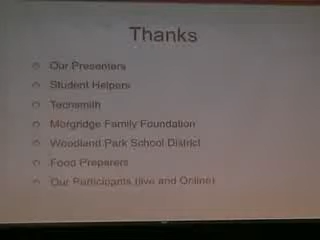 Thanks
Our Presenters
Student Helpers
Techsmith
Morgridge Family Foundation
Woodland Park School District
Food Preparers
Our Participants (live and Online)